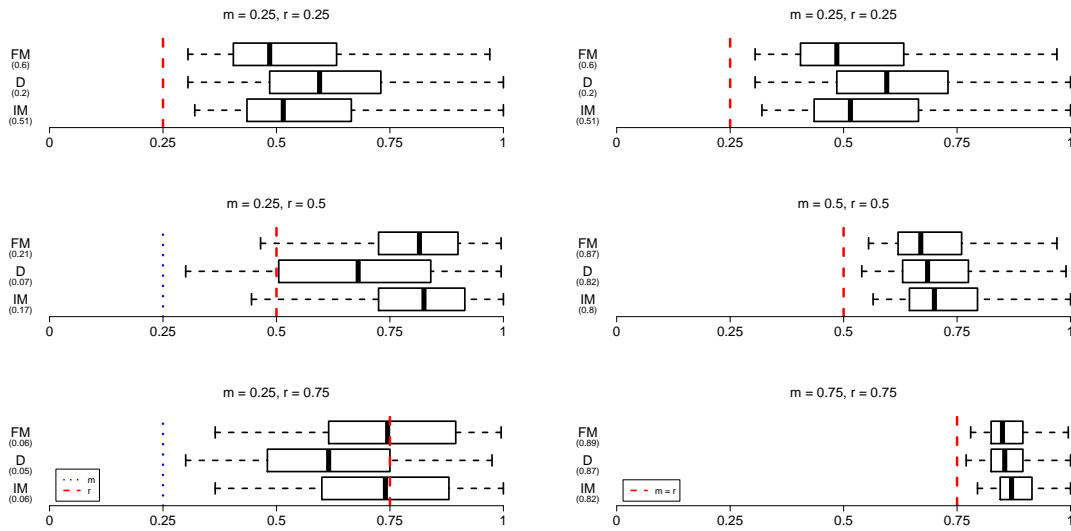 m = 0.25, r = 0.25
FM
(0.6)
D
(0.2)
IM
(0.51)
0 0.25 0.5 0.75 1
m = 0.25, r = 0.25
FM
(0.6)
D
(0.2)
IM
(0.51)
0 0.25 0.5 0.75 1
m = 0.25, r = 0.5
FM
(0.21)
D
(0.07)
IM
(0.17)
0 0.25 0.5 0.75 1
m = 0.5, r = 0.5
FM
(0.87)
D
(0.82)
IM
(0.8)
0 0.25 0.5 0.75 1
m = 0.25, r = 0.75
FM
(0.06)
D
(0.05)
IM
(0.06)
m
r
0 0.25 0.5 0.75 1
m = 0.75, r = 0.75
FM
(0.89)
D
(0.87)
IM
(0.82)
m = r
0 0.25 0.5 0.75 1